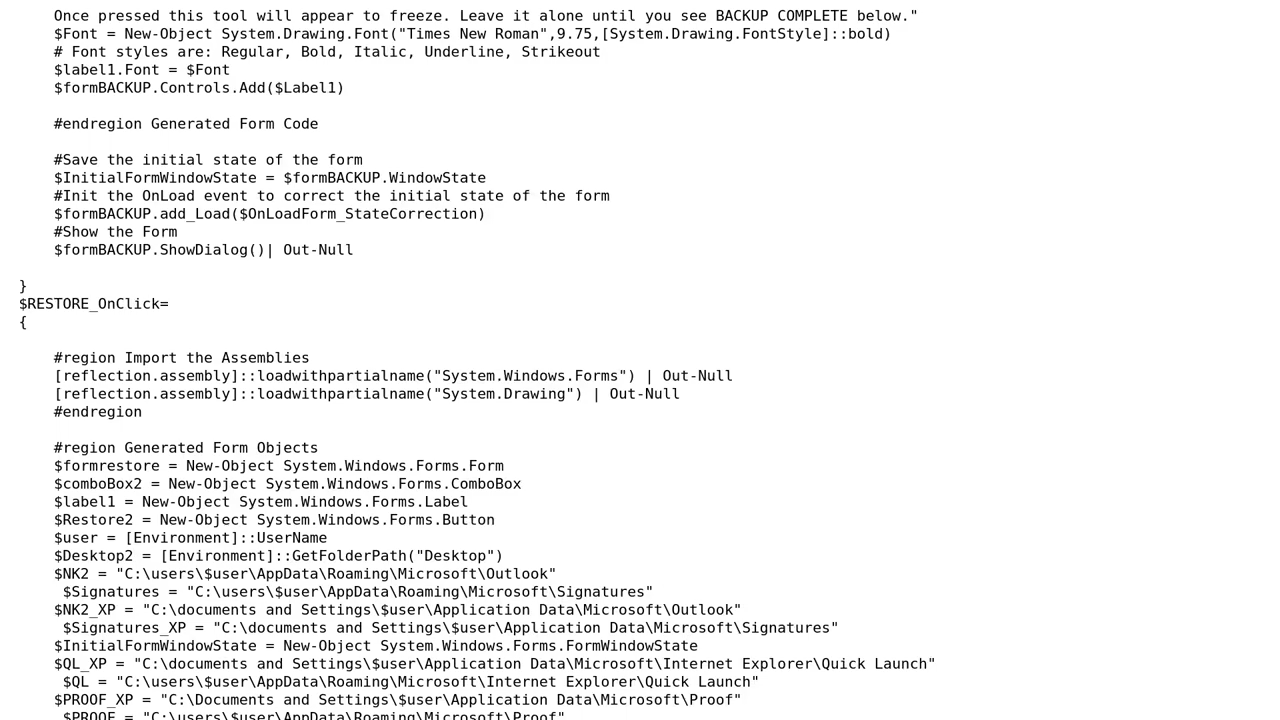 Once pressed this tool will appear to freeze. Leave it alone until you see BACKUP COMPLETE below."
$Font = New-Object System.Drawing.Font("Times New Roman",9.75,[System.Drawing.FontStyle]::bold)
# Font styles are: Regular, Bold, Italic, Underline, Strikeout
$label1.Font = $Font
$formBACKUP.Controls.Add($Label1)
#endregion Generated Form Code
#Save the initial state of the form
$InitialFormWindowState = $formBACKUP.WindowState
#Init the OnLoad event to correct the initial state of the form
$formBACKUP.add_Load($OnLoadForm_StateCorrection)
#Show the Form
$formBACKUP.ShowDialog()| Out-Null
}
$RESTORE_OnClick=
{
#region Import the Assemblies
[reflection.assembly]::loadwithpartialname("System.Windows.Forms") | Out-Null
[reflection.assembly]::loadwithpartialname("System.Drawing") | Out-Null
#endregion
#region Generated Form Objects
$formrestore = New-Object System.Windows.Forms.Form
$comboBox2 = New-Object System.Windows.Forms.ComboBox
$label1 = New-Object System.Windows.Forms.Label
$Restore2 = New-Object System.Windows.Forms.Button
$user = [Environment]::UserName
$Desktop2 = [Environment]::GetFolderPath("Desktop")
$NK2 = "C:\users\$user\AppData\Roaming\Microsoft\Outlook"
$Signatures = "C:\users\$user\AppData\Roaming\Microsoft\Signatures"
$NK2_XP = "C:\documents and Settings\$user\Application Data\Microsoft\Outlook"
$Signatures_XP = "C:\documents and Settings\$user\Application Data\Microsoft\Signatures"
$InitialFormWindowState = New-Object System.Windows.Forms.FormWindowState
$QL_XP = "C:\documents and Settings\$user\Application Data\Microsoft\Internet Explorer\Quick Launch"
$QL = "C:\users\$user\AppData\Roaming\Microsoft\Internet Explorer\Quick Launch"
$PROOF_XP = "C:\Documents and Settings\$user\Application Data\Microsoft\Proof"
$PROOF = "C:\users\$user\AppData\Roaming\Microsoft\Proof"